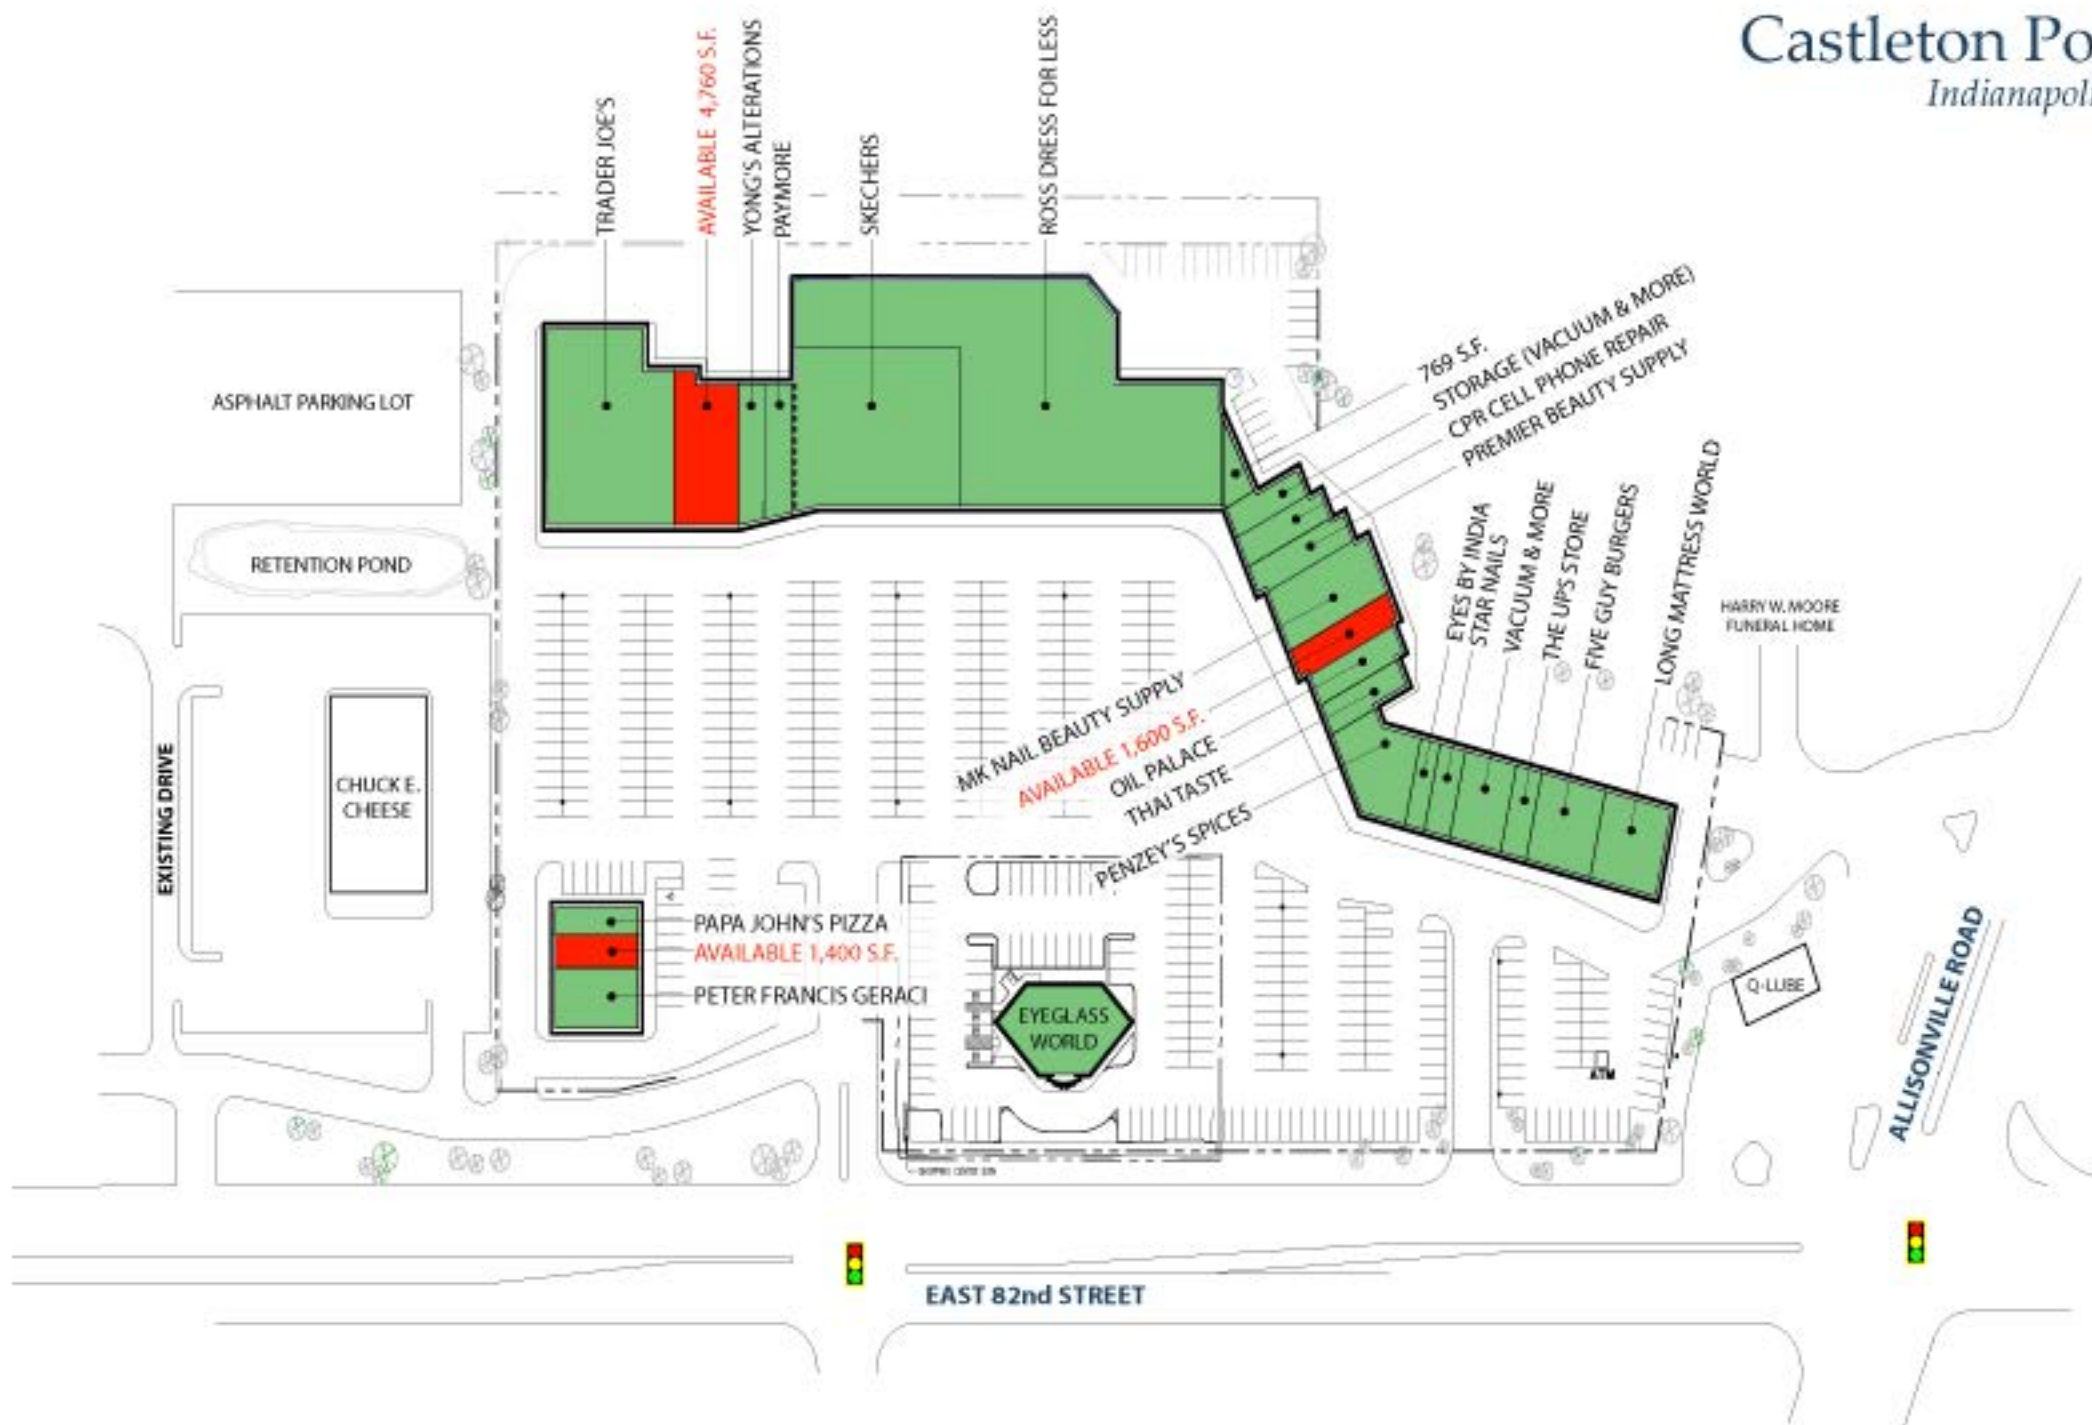 Castleton Po
Indianapoli
TRADER JOE'S
AVAILABLE 4,760 S.F.
YONG'S ALTERATIONS
PAYMORE
SKECHERS
ROSS DRESS FOR LESS
769 S.F.
STORAGE (VACUUM & MORE)
CPR CELL PHONE REPAIR
PREMIER BEAUTY SUPPLY
EYES BY INDIA
STAR NAILS
VACUUM & MORE
THE UPS STORE
FIVE GUY BURGERS
LONG MATTRESS WORLD
HARRY W. MOORE
FUNERAL HOME
ASPHALT PARKING LOT
RETENTION POND
EXISTING DRIVE
CHUCK E.
CHEESE
MK NAIL BEAUTY SUPPLY
AVAILABLE 1,600 S.F.
OIL PALACE
THAI TASTE
PENZEY'S SPICES
PAPA JOHN'S PIZZA
AVAILABLE 1,400 S.F.
PETER FRANCIS GERACI
EYEGLASS
WORLD
Q-LUBE
ATM
ALLISONVILLE ROAD
SHOPPING CENTER SIGN
EAST 82nd STREET